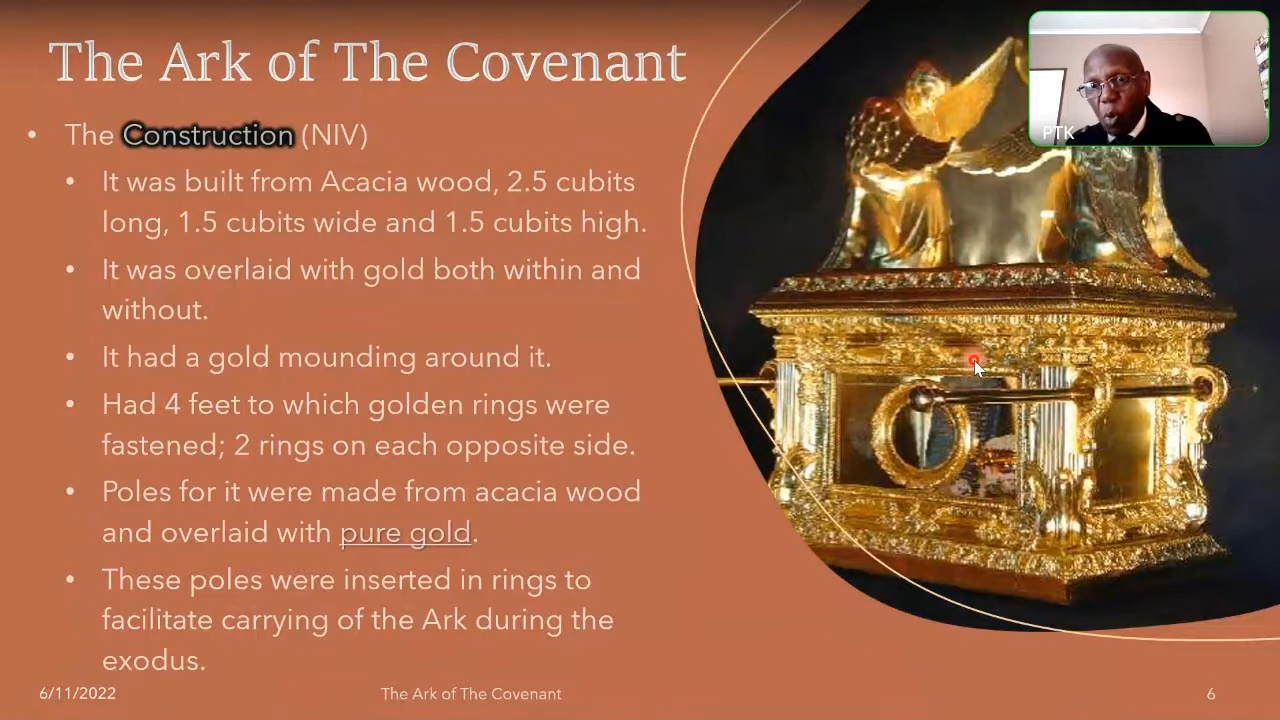 The Ark of The Covenant
PTK
• The Construction (NIV)
• It was built from Acacia wood, 2.5 cubits
long, 1.5 cubits wide and 1.5 cubits high.
• It was overlaid with gold both within and
without.
• It had a gold mounding around it.
• Had 4 feet to which golden rings were
fastened; 2 rings on each opposite side.
• Poles for it were made from acacia wood
and overlaid with pure gold.
• These poles were inserted in rings to
facilitate carrying of the Ark during the
exodus.
6/11/2022
The Ark of The Covenant
6